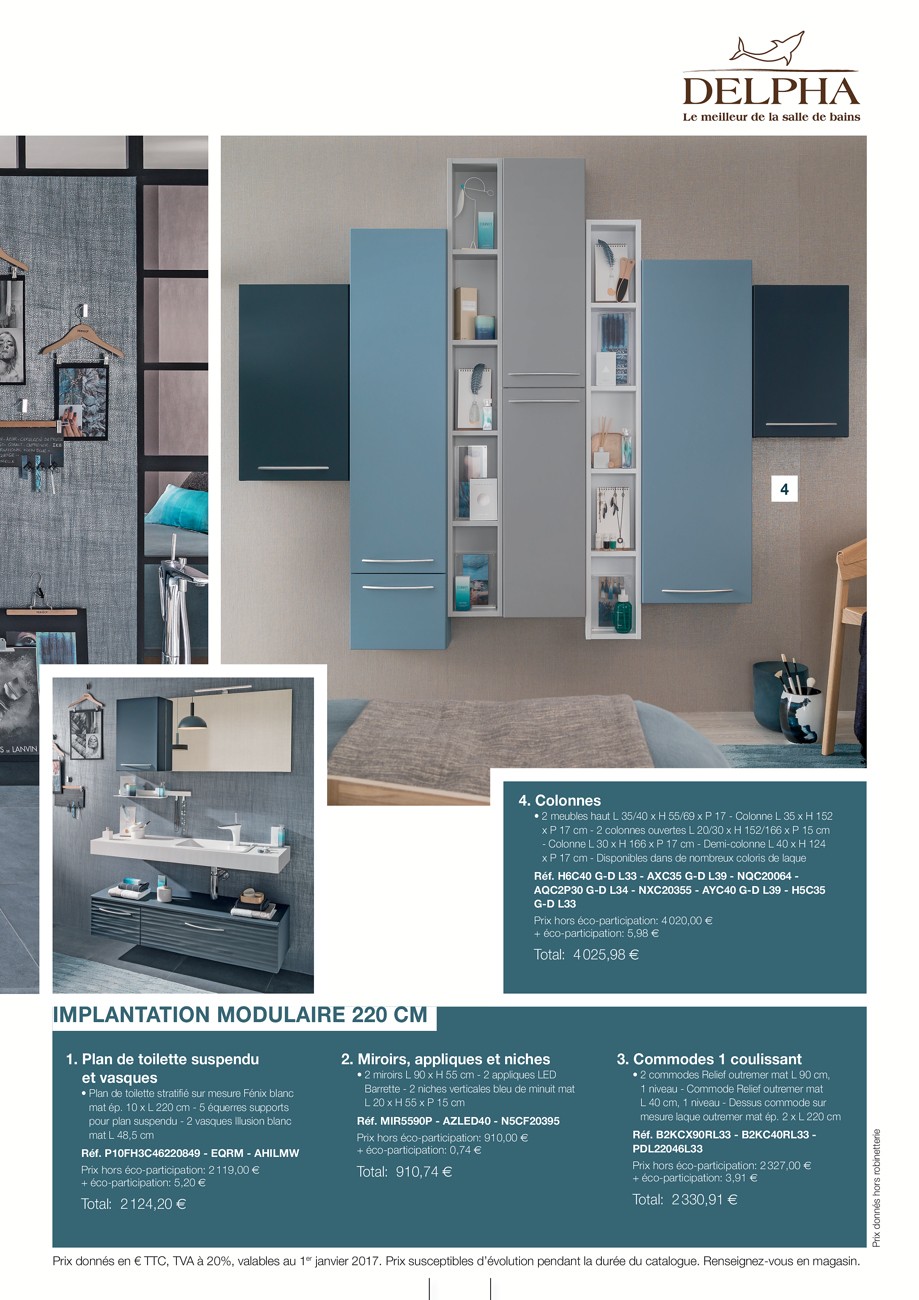 DELPHA
Le meilleur de la salle de bains
4
LANVIN
4. Colonnes
• 2 meubles haut L 35/40 x H 55/69 x P 17 - Colonne L 35 x H 152
x P 17 cm - 2 colonnes ouvertes L 20/30 x H 152/166 x P 15 cm
- Colonne L 30 x H 166 x P 17 cm - Demi-colonne L 40 x H 124
x P 17 cm - Disponibles dans de nombreux coloris de laque
Réf. H6C40 G-D L33 - AXC35 G-D L39 - NQC20064 -
AQC2P30 G-D L34 - NXC20355 - AYC40 G-D L39 - H5C35
G-D L33
Prix hors éco-participation: 4 020,00 €
+ éco-participation: 5,98 €
Total: 4 025,98 €
IMPLANTATION MODULAIRE 220 CM
1. Plan de toilette suspendu
et vasques
• Plan de toilette stratifié sur mesure Fénix blanc
mat ép. 10 x L 220 cm - 5 équerres supports
pour plan suspendu - 2 vasques Illusion blanc
mat L 48,5 cm
Réf. P10FH3C46220849 - EQRM - AHILMW
Prix hors éco-participation: 2 119,00 €
+ éco-participation: 5,20 €
Total: 2 124,20 €
2. Miroirs, appliques et niches
• 2 miroirs L 90 x H 55 cm - 2 appliques LED
Barrette - 2 niches verticales bleu de minuit mat
L 20 x H 55 x P 15 cm
Réf. MIR5590P - AZLED40 - N5CF20395
Prix hors éco-participation: 910,00 €
+ éco-participation: 0,74 €
Total: 910,74 €
3. Commodes 1 coulissant
• 2 commodes Relief outremer mat L 90 cm,
1 niveau - Commode Relief outremer mat
L 40 cm, 1 niveau - Dessus commode sur
mesure laque outremer mat ép. 2 x L 220 cm
Réf. B2KCX90RL33 - B2KC40RL33 -
PDL22046L33
Prix hors éco-participation: 2 327,00 €
+ éco-participation: 3,91 €
Total: 2 330,91 €
Prix donnés hors robinetterie
Prix donnés en € TTC, TVA à 20%, valables au 1er janvier 2017. Prix susceptibles d'évolution pendant la durée du catalogue. Renseignez-vous en magasin.